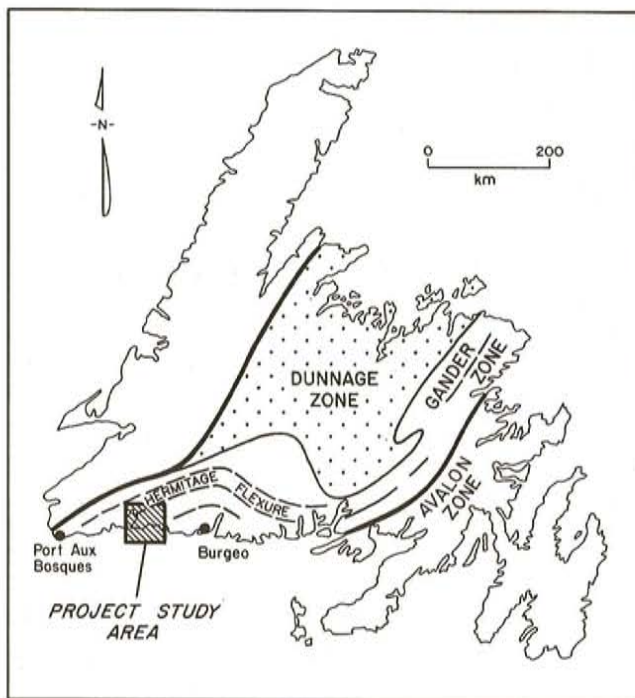 -N-
0 200
km
DUNNAGE
ZONE
GANDER
ZONE
AVALON
ZONE
HERMITAGE
FLEXURE
Port Aux
Bosques
Burgeo
PROJECT STUDY
AREA